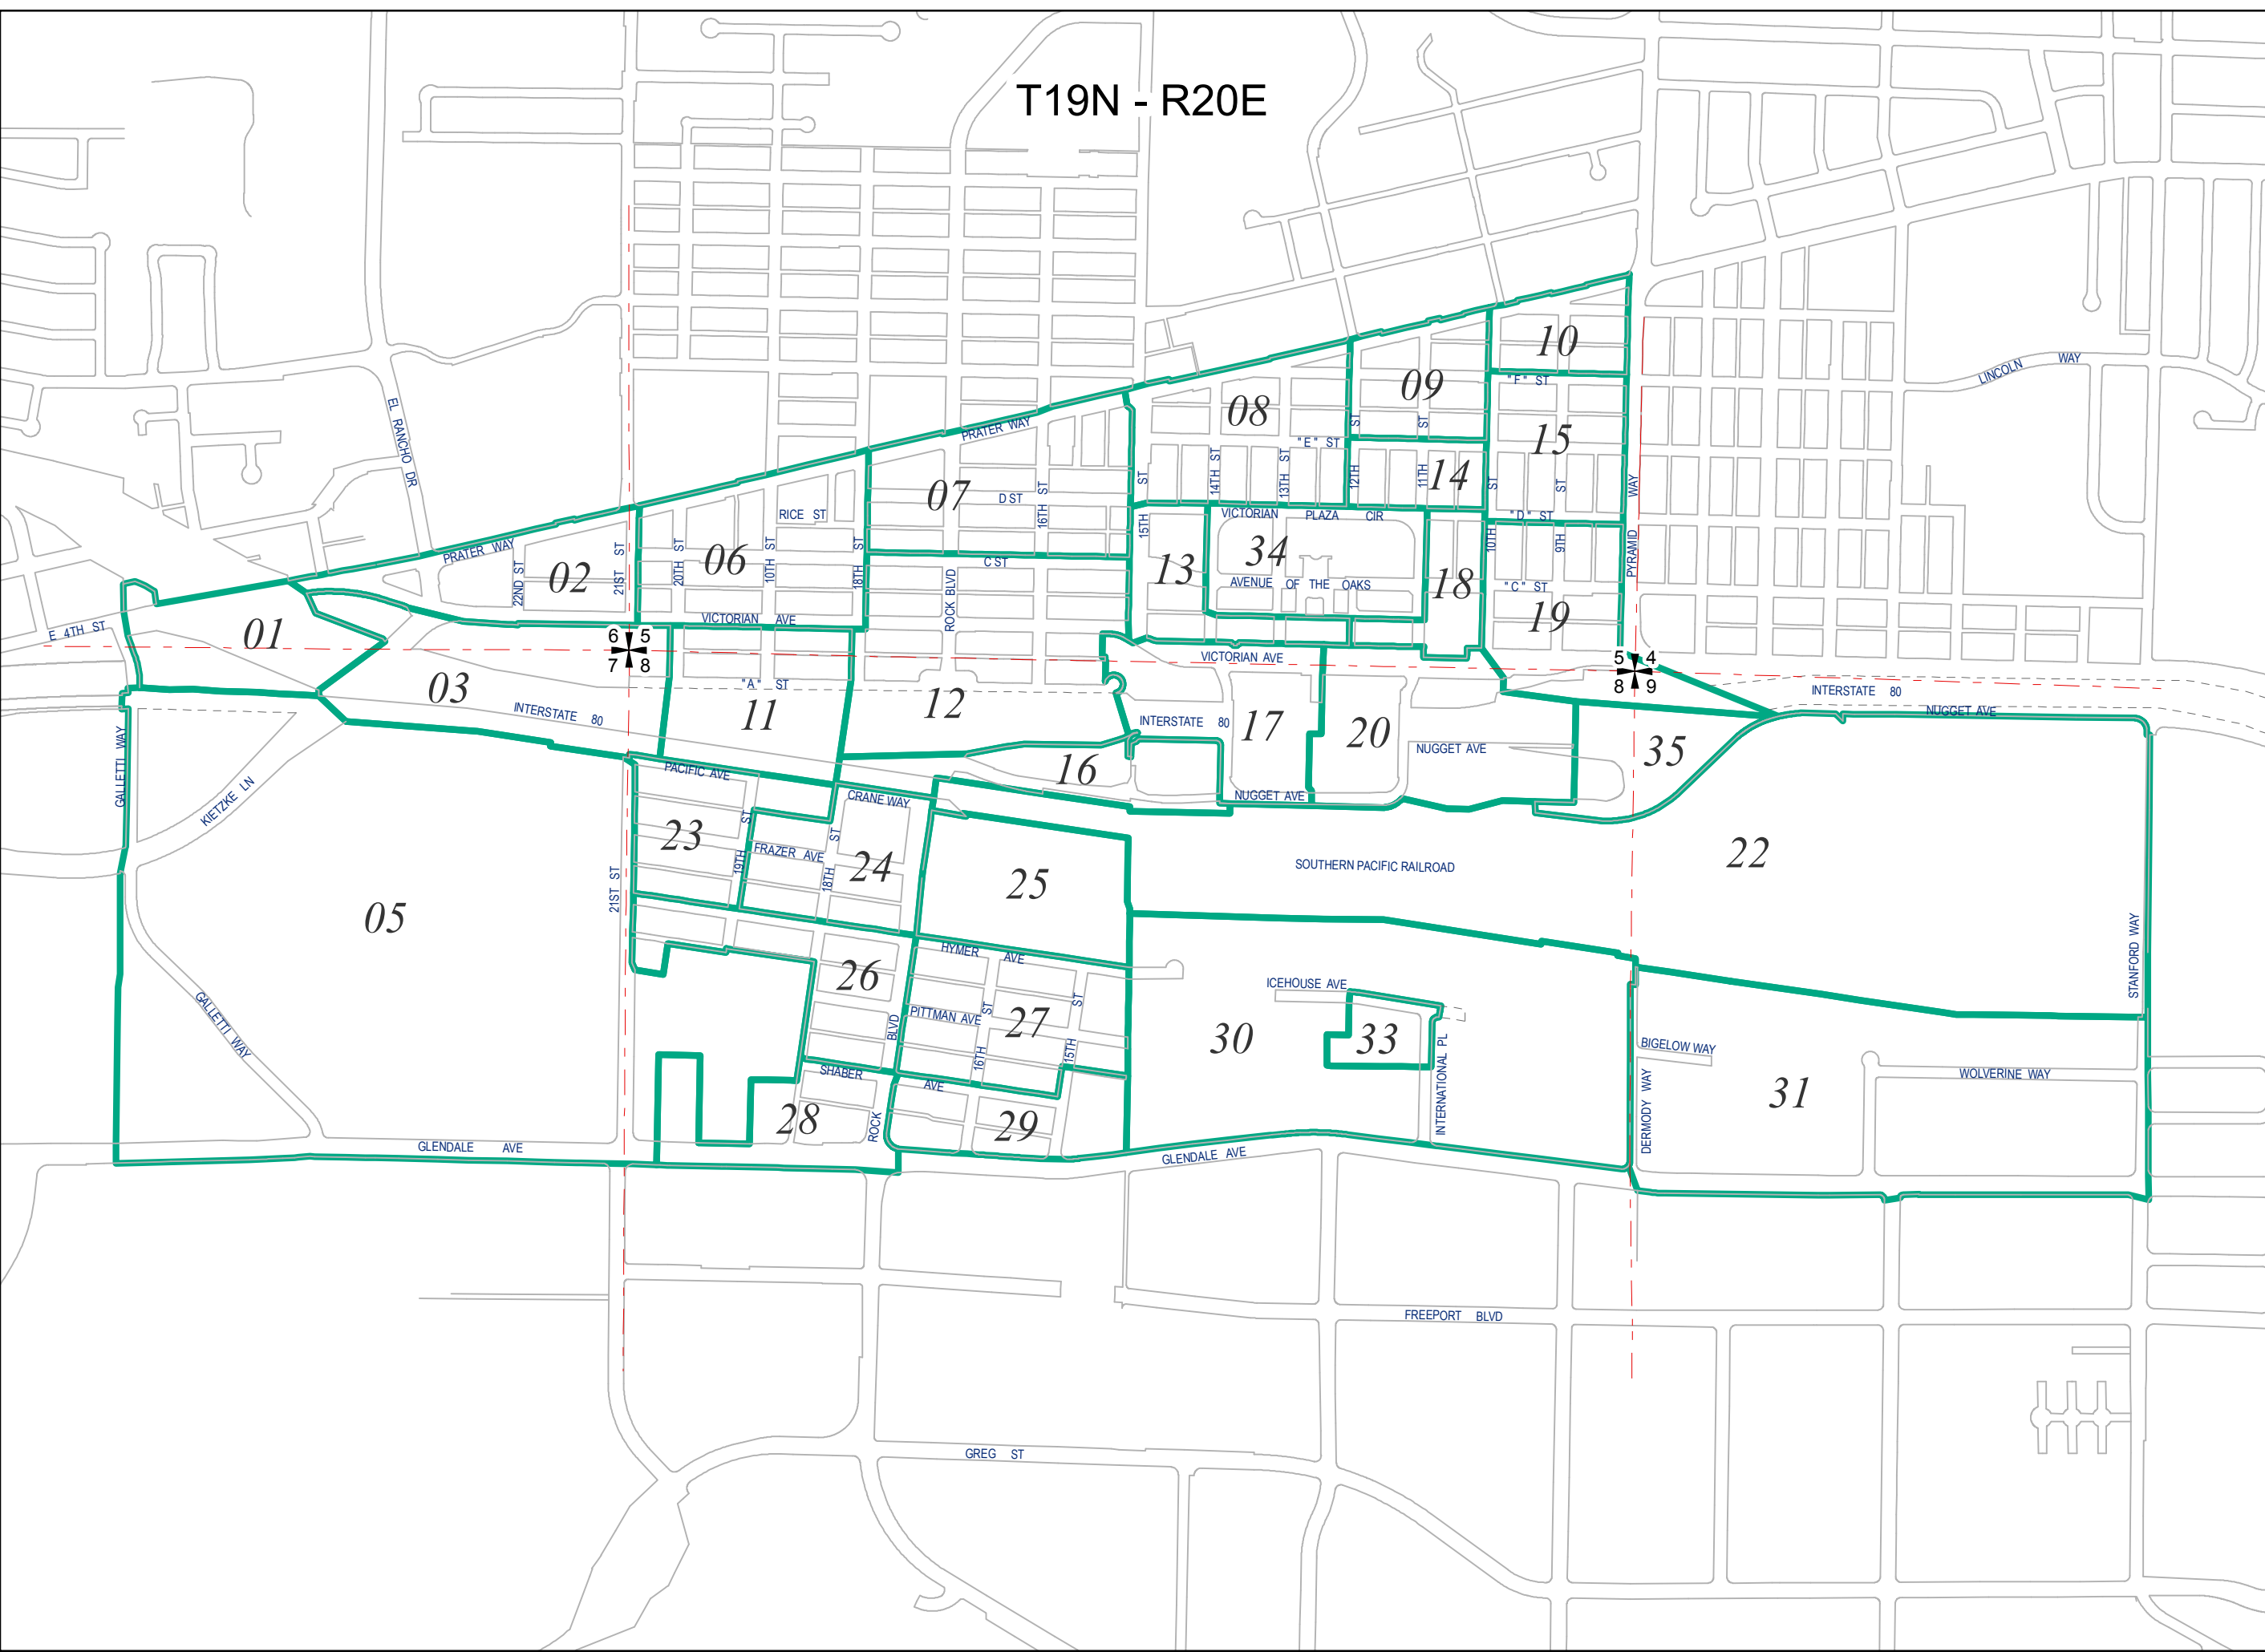 T19N - R20E
10
LINCOLN WAY
"F" ST
09
08
EL RANCHO DR
PRATER WAY
ST
ST
15
"E" ST
14
07
D ST
16TH ST
ST
14TH ST
13TH ST
12TH
11TH
ST
ST
WAY
RICE ST
VICTORIAN PLAZA CIR
"D" ST
15TH
10TH
9TH
PYRAMID
PRATER WAY
22ND ST
02
21ST ST
20TH ST
06
10TH ST
18TH ST
C ST
ROCK BLVD
13
34
AVENUE OF THE OAKS
18
"C" ST
19
VICTORIAN AVE
E 4TH ST
01
6 5
7 8
VICTORIAN AVE
5 4
8 9
03
"A" ST
12
INTERSTATE 80
INTERSTATE 80
11
INTERSTATE 80
17
20
NUGGET AVE
NUGGET AVE
35
GALLETTI WAY
KIETZKE LN
PACIFIC AVE
16
CRANE WAY
NUGGET AVE
23
ST
19TH
FRAZER AVE
ST
18TH
24
25
SOUTHERN PACIFIC RAILROAD
22
05
21ST ST
HYMER AVE
26
STANFORD WAY
ICEHOUSE AVE
GALLETTI WAY
PITTMAN AVE
ST
27
ST
BLVD
30
33
INTERNATIONAL PL
BIGELOW WAY
16TH
15TH
SHABER AVE
WOLVERINE WAY
31
DERMODY WAY
28
ROCK
29
GLENDALE AVE
GLENDALE AVE
FREEPORT BLVD
GREG ST